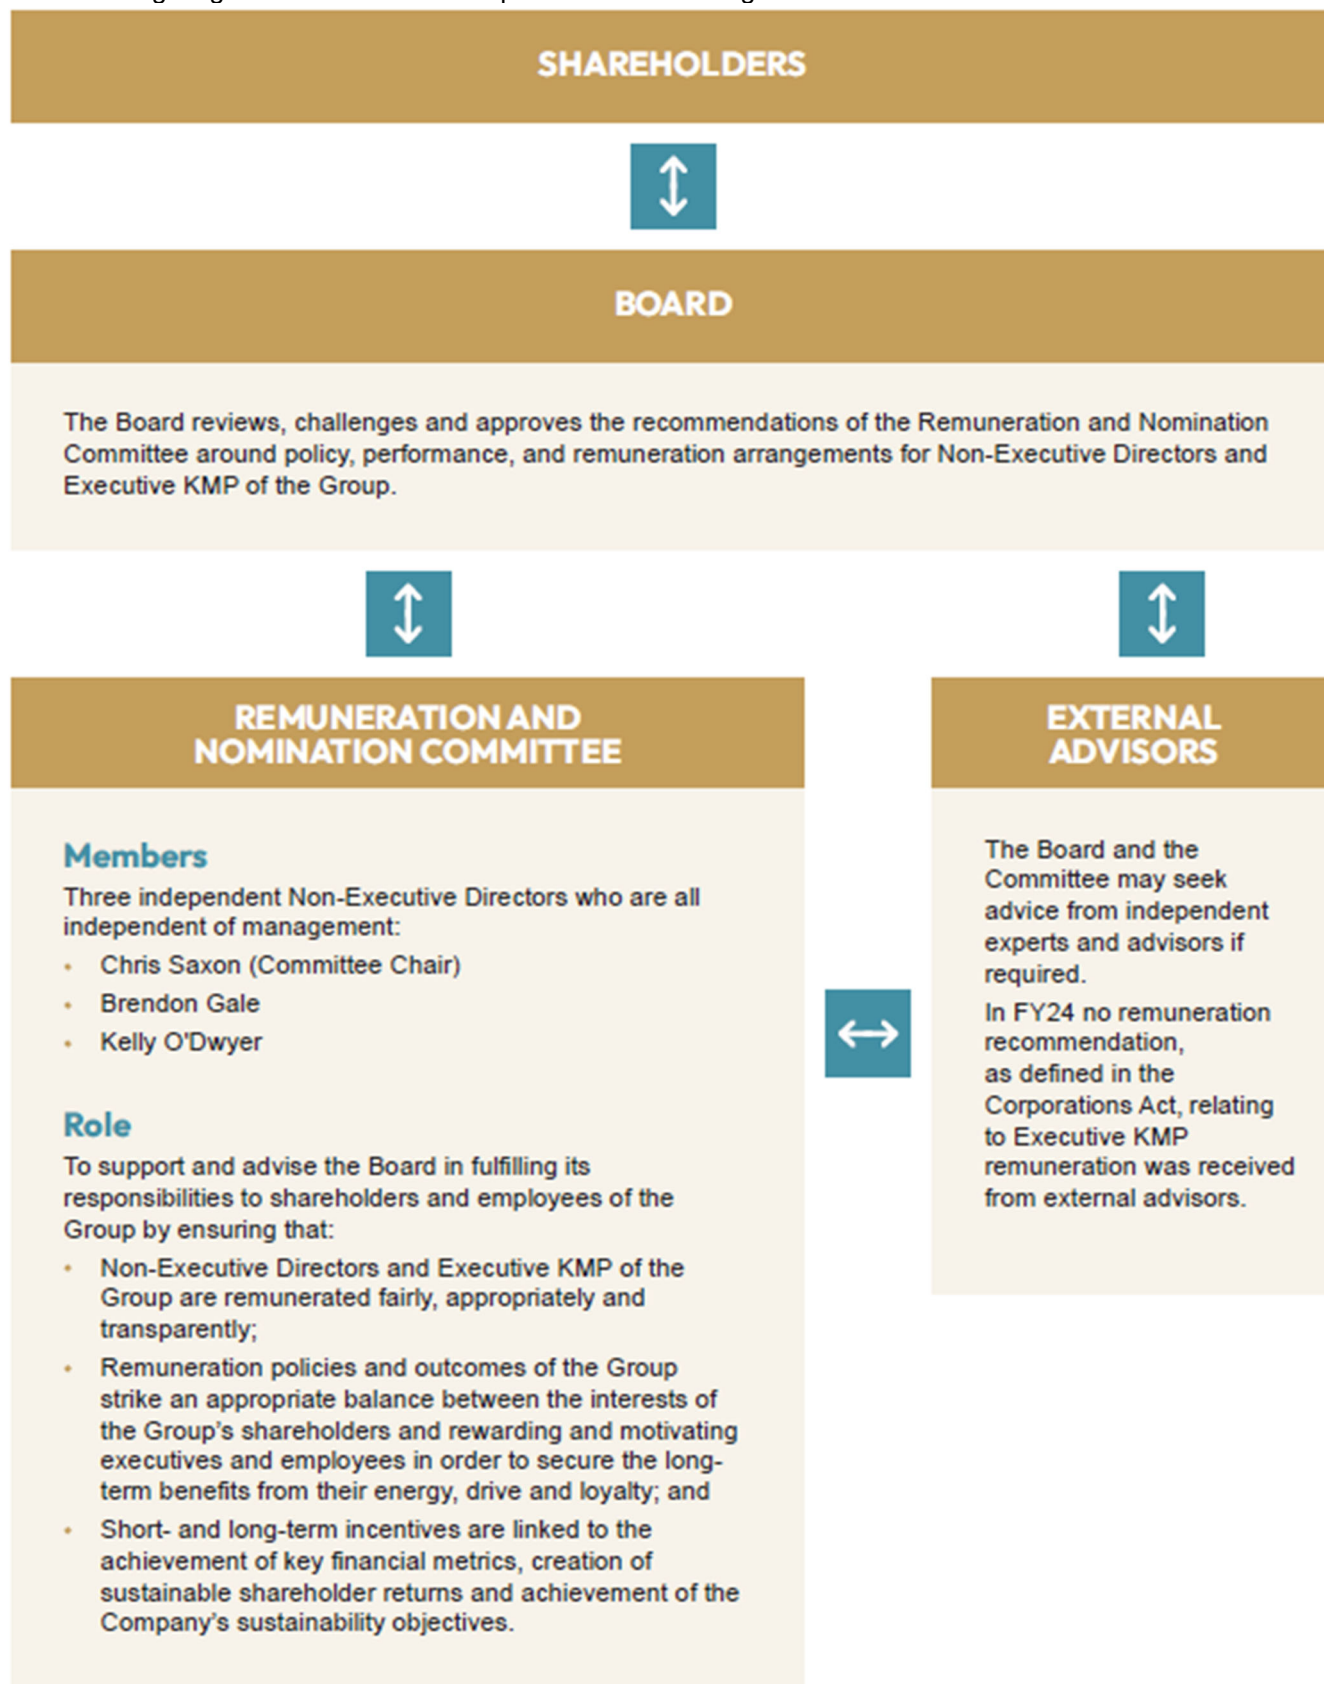 SHAREHOLDERS
BOARD
The Board reviews, challenges and approves the recommendations of the Remuneration and Nomination
Committee around policy, performance, and remuneration arrangements for Non-Executive Directors and
Executive KMP of the Group.
REMUNERATION AND
NOMINATION COMMITTEE
Members
Three independent Non-Executive Directors who are all
independent of management:
• Chris Saxon (Committee Chair)
• Brendon Gale
• Kelly O'Dwyer
Role
To support and advise the Board in fulfilling its
responsibilities to shareholders and employees of the
Group by ensuring that:
• Non-Executive Directors and Executive KMP of the
Group are remunerated fairly, appropriately and
transparently;
• Remuneration policies and outcomes of the Group
strike an appropriate balance between the interests of
the Group's shareholders and rewarding and motivating
executives and employees in order to secure the long-
term benefits from their energy, drive and loyalty; and
• Short- and long-term incentives are linked to the
achievement of key financial metrics, creation of
sustainable shareholder returns and achievement of the
Company's sustainability objectives.
EXTERNAL
ADVISORS
The Board and the
Committee may seek
advice from independent
experts and advisors if
required.
In FY24 no remuneration
recommendation,
as defined in the
Corporations Act, relating
to Executive KMP
remuneration was received
from external advisors.